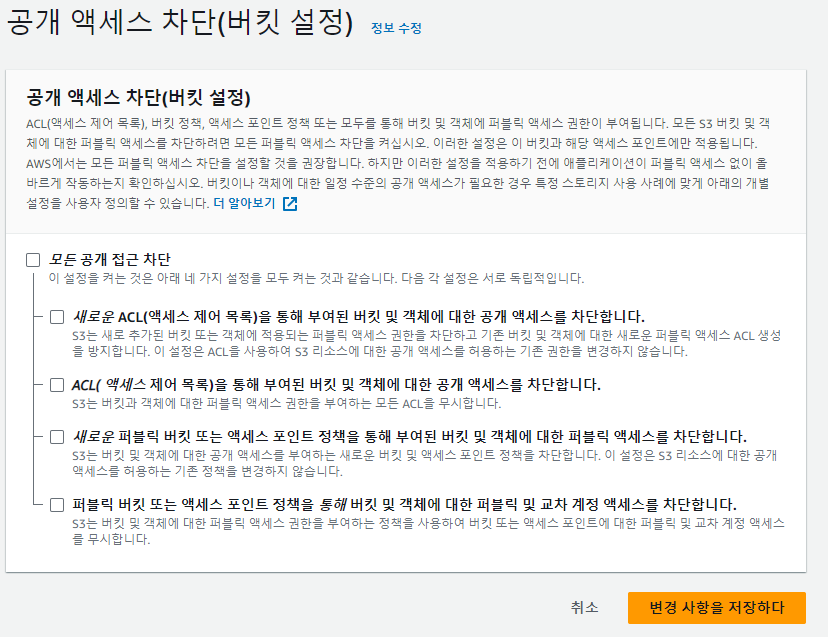 공개 액세스 차단(버킷 설정) 정보 수정
공개 액세스 차단(버킷 설정)
ACL(액세스 제어 목록), 버킷 정책, 액세스 포인트 정책 또는 모두를 통해 버킷 및 객체에 퍼블릭 액세스 권한이 부여됩니다. 모든 S3 버킷 및 객
체에 대한 퍼블릭 액세스를 차단하려면 모든 퍼블릭 액세스 차단을 켜십시오. 이러한 설정은 이 버킷과 해당 액세스 포인트에만 적용됩니다.
AWS에서는 모든 퍼블릭 액세스 차단을 설정할 것을 권장합니다. 하지만 이러한 설정을 적용하기 전에 애플리케이션이 퍼블릭 액세스 없이 올
바르게 작동하는지 확인하십시오. 버킷이나 객체에 대한 일정 수준의 공개 액세스가 필요한 경우 특정 스토리지 사용 사례에 맞게 아래의 개별
설정을 사용자 정의할 수 있습니다. 더 알아보기
모든 공개 접근 차단
이 설정을 켜는 것은 아래 네 가지 설정을 모두 켜는 것과 같습니다. 다음 각 설정은 서로 독립적입니다.
새로운 ACL(액세스 제어 목록)을 통해 부여된 버킷 및 객체에 대한 공개 액세스를 차단합니다.
S3는 새로 추가된 버킷 또는 객체에 적용되는 퍼블릭 액세스 권한을 차단하고 기존 버킷 및 객체에 대한 새로운 퍼블릭 액세스 ACL 생성
을 방지합니다. 이 설정은 ACL을 사용하여 S3 리소스에 대한 공개 액세스를 허용하는 기존 권한을 변경하지 않습니다.
ACL( 액세스 제어 목록)을 통해 부여된 버킷 및 객체에 대한 공개 액세스를 차단합니다.
S3는 버킷과 객체에 대한 퍼블릭 액세스 권한을 부여하는 모든 ACL을 무시합니다.
새로운 퍼블릭 버킷 또는 액세스 포인트 정책을 통해 부여된 버킷 및 객체에 대한 퍼블릭 액세스를 차단합니다.
S3는 버킷 및 객체에 대한 공개 액세스를 부여하는 새로운 버킷 및 액세스 포인트 정책을 차단합니다. 이 설정은 S3 리소스에 대한 공개
액세스를 허용하는 기존 정책을 변경하지 않습니다.
퍼블릭 버킷 또는 액세스 포인트 정책을 통해 버킷 및 객체에 대한 퍼블릭 및 교차 계정 액세스를 차단합니다.
S3는 버킷 및 객체에 대한 퍼블릭 액세스 권한을 부여하는 정책을 사용하여 버킷 또는 액세스 포인트에 대한 퍼블릭 및 교차 계정 액세스
를 무시합니다.
취소 변경 사항을 저장하다